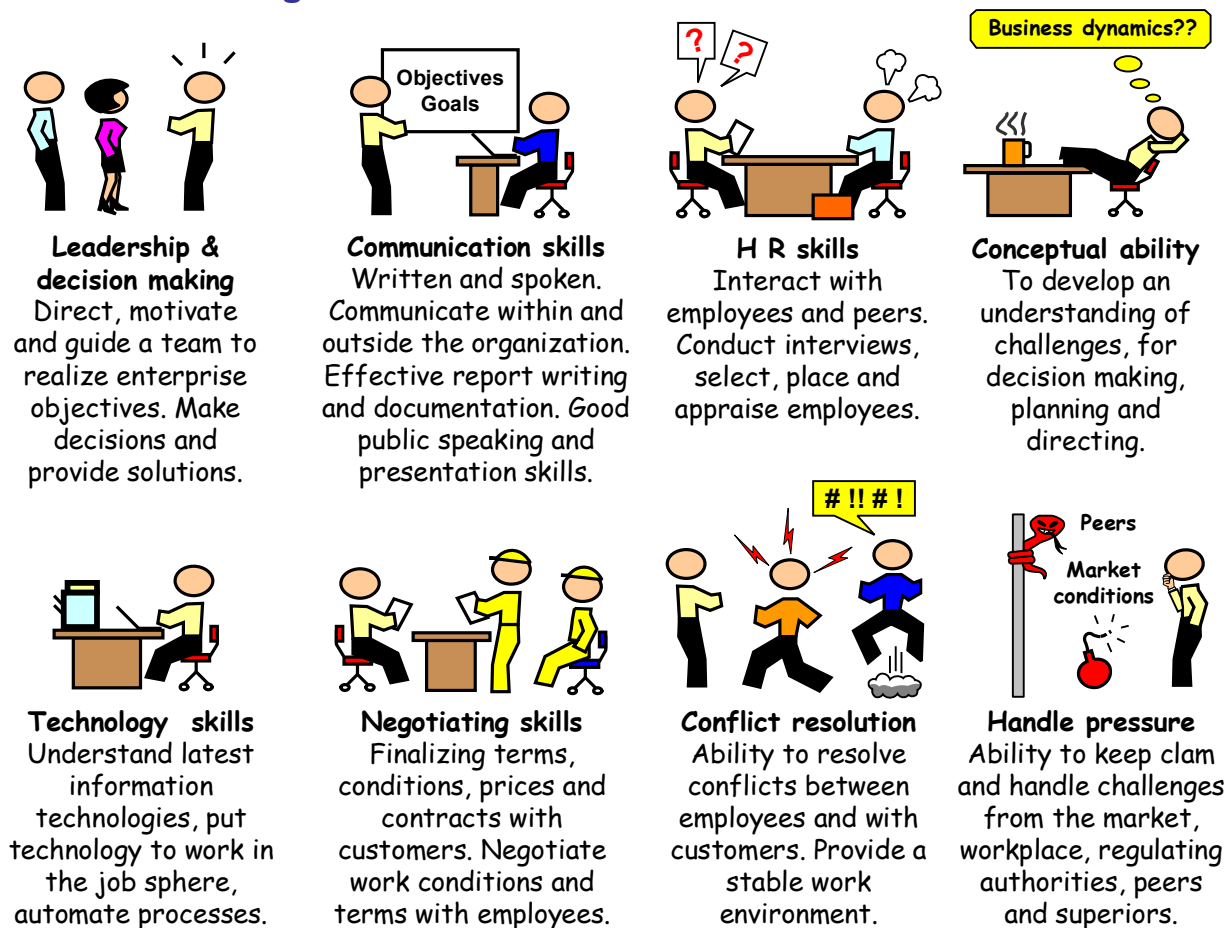 Business dynamics??
? ?
Objectives
Goals
Leadership &
decision making
Direct, motivate
and guide a team to
realize enterprise
objectives. Make
decisions and
provide solutions.
Communication skills
Written and spoken.
Communicate within and
outside the organization.
Effective report writing
and documentation. Good
public speaking and
presentation skills.
H R skills
Interact with
employees and peers.
Conduct interviews,
select, place and
appraise employees.
Conceptual ability
To develop an
understanding of
challenges, for
decision making,
planning and
directing.
# !! # !
Peers
Market
conditions
Technology skills
Understand latest
information
technologies, put
technology to work in
the job sphere,
automate processes.
Negotiating skills
Finalizing terms,
conditions, prices and
contracts with
customers. Negotiate
work conditions and
terms with employees.
Conflict resolution
Ability to resolve
conflicts between
employees and with
customers. Provide a
stable work
environment.
Handle pressure
Ability to keep clam
and handle challenges
from the market,
workplace, regulating
authorities, peers
and superiors.